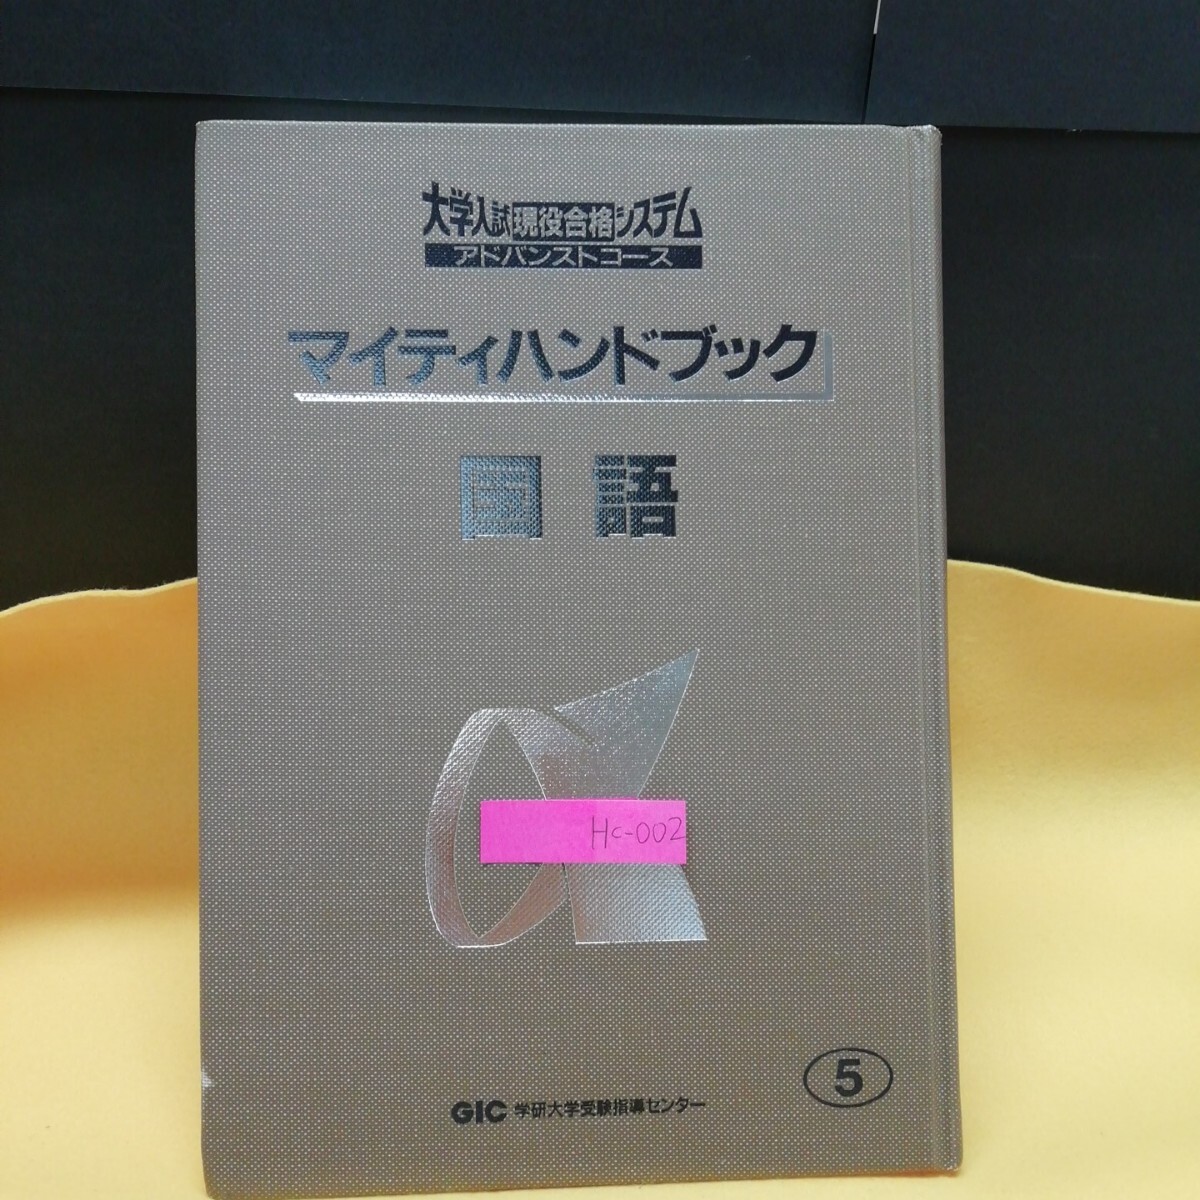 大学入試現役合格システム
アドバンストコース
マイティハンドブック
国語
Hc-002
5
GIC 学研大学受験指導センター